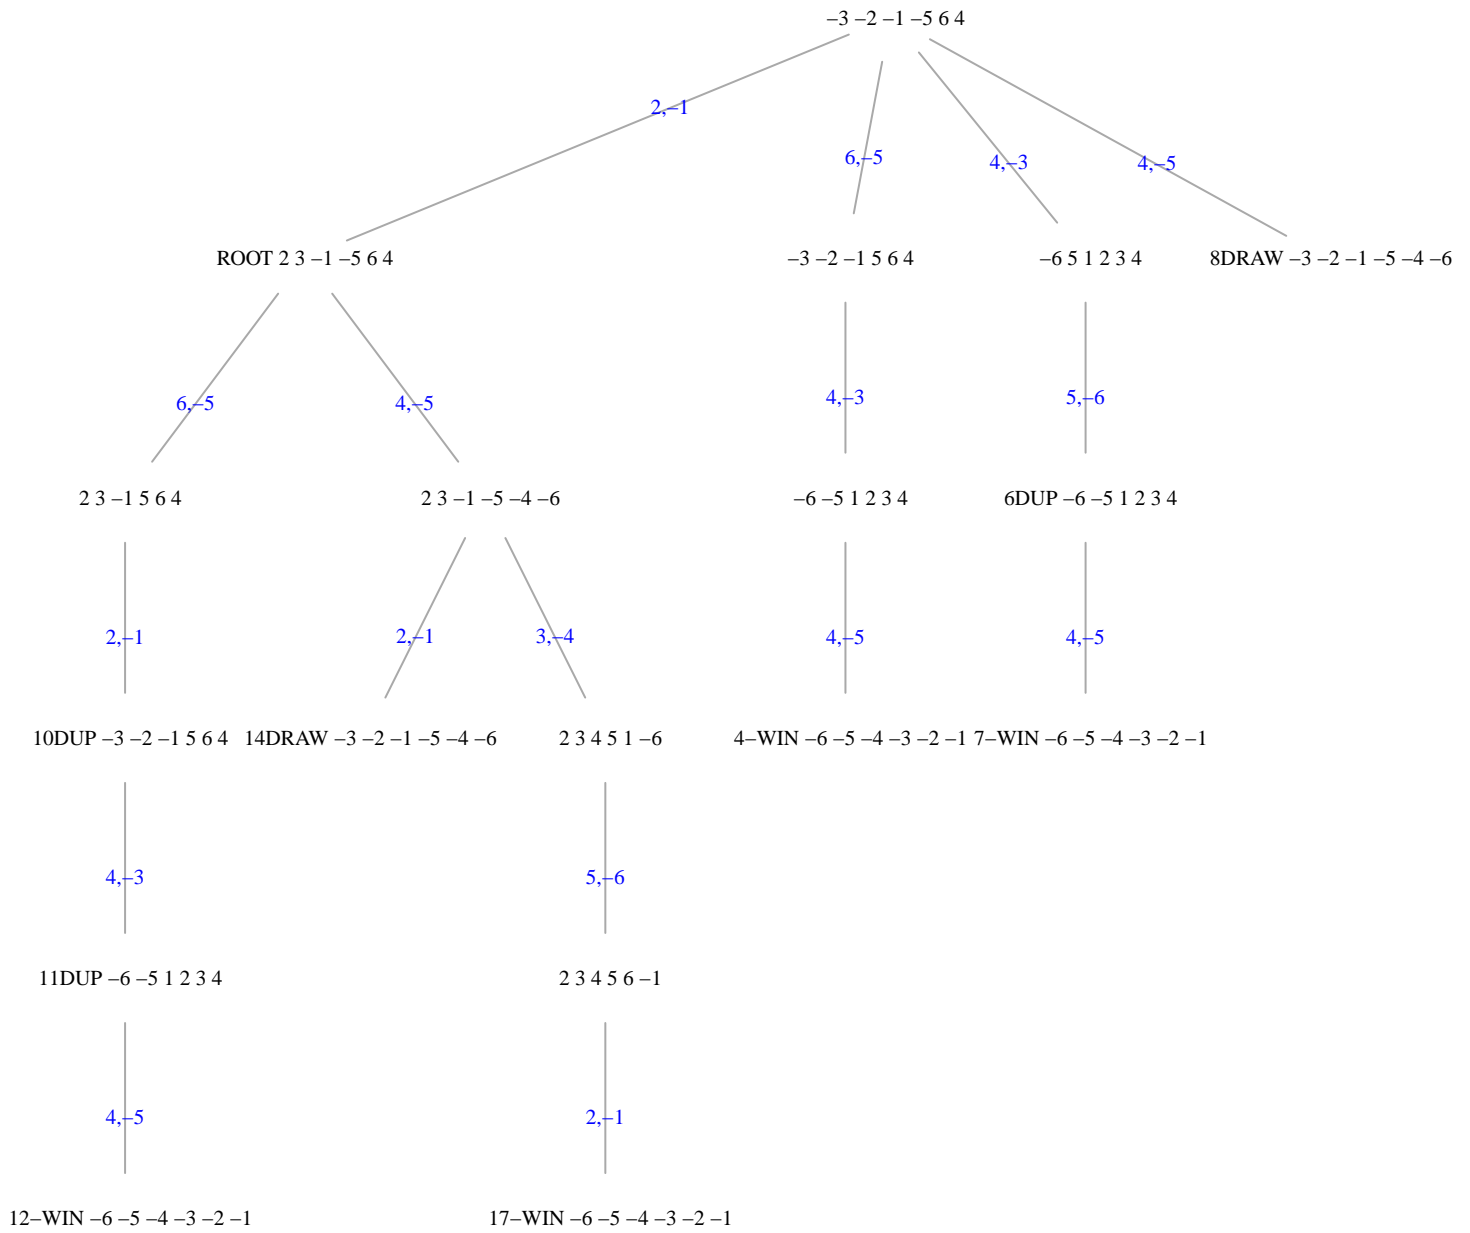 –3 –2 –1 –5 6 4
2,–1
6,–5
4,–3
4,–5
ROOT 2 3 –1 –5 6 4
–3 –2 –1 5 6 4
–6 5 1 2 3 4
8DRAW –3 –2 –1 –5 –4 –6
6,–5
4,–5
4,–3
5,–6
2 3 –1 5 6 4
2 3 –1 –5 –4 –6
–6 –5 1 2 3 4
6DUP –6 –5 1 2 3 4
2,–1
2,–1
3,–4
4,–5
4,–5
10DUP –3 –2 –1 5 6 4
14DRAW –3 –2 –1 –5 –4 –6
2 3 4 5 1 –6
4–WIN –6 –5 –4 –3 –2 –1
7–WIN –6 –5 –4 –3 –2 –1
4,–3
5,–6
11DUP –6 –5 1 2 3 4
2 3 4 5 6 –1
4,–5
2,–1
12–WIN –6 –5 –4 –3 –2 –1
17–WIN –6 –5 –4 –3 –2 –1